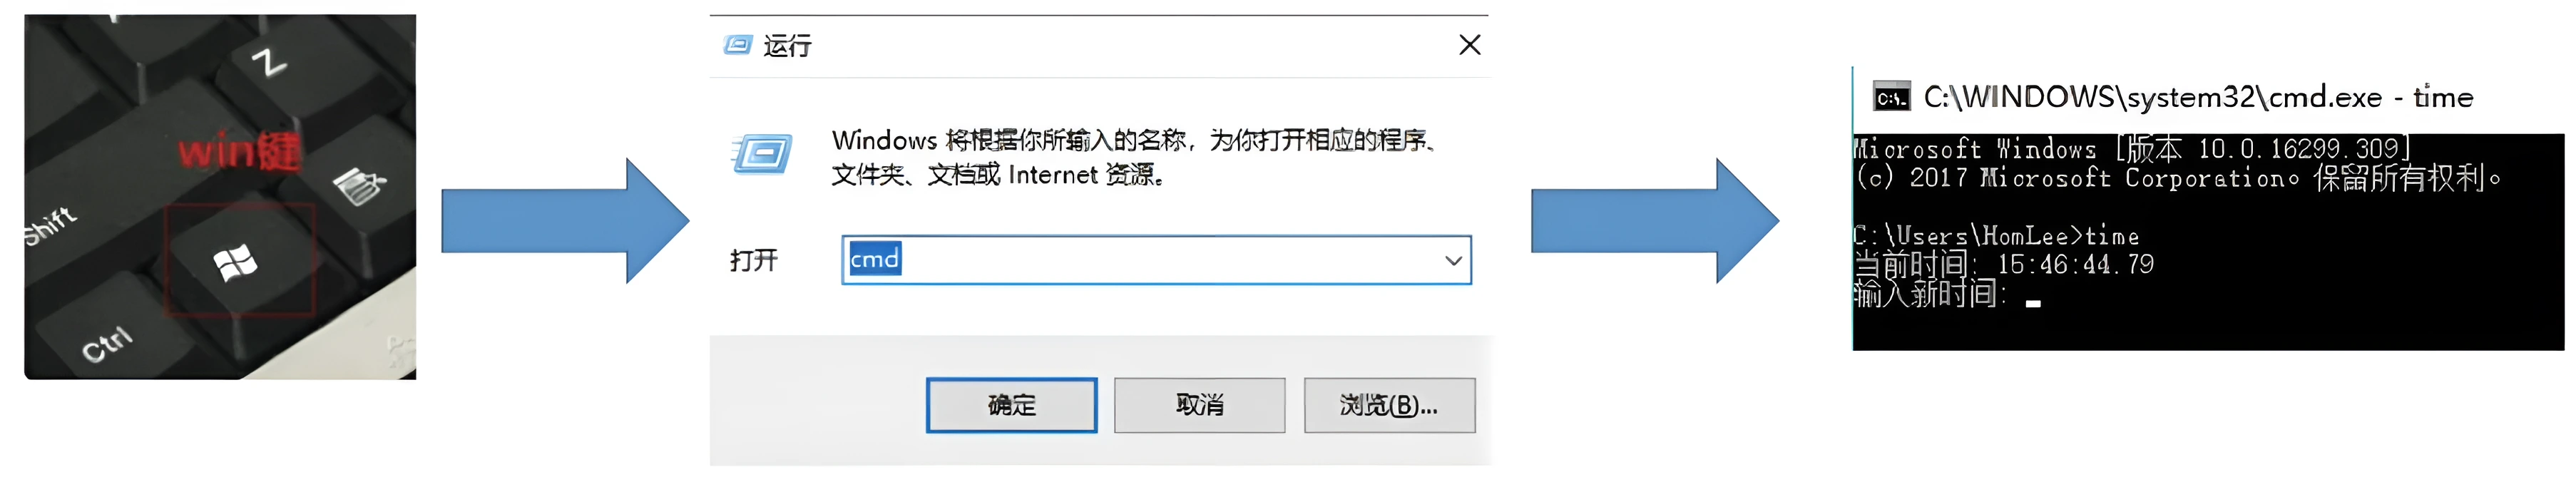 Z
win键
Shift
Ctrl
运行
Windows 将根据你所输入的名称，为你打开相应的程序、
文件夹、文档或 Internet 资源。
打开
cmd
确定
取消
浏览(B)...
C:\WINDOWS\system32\cmd.exe - time
Microsoft Windows [版本 10.0.16299.309]
(c) 2017 Microsoft Corporation。保留所有权利。
C:\Users\HomLee>time
当前时间: 15:46:44.79
输入新时间: